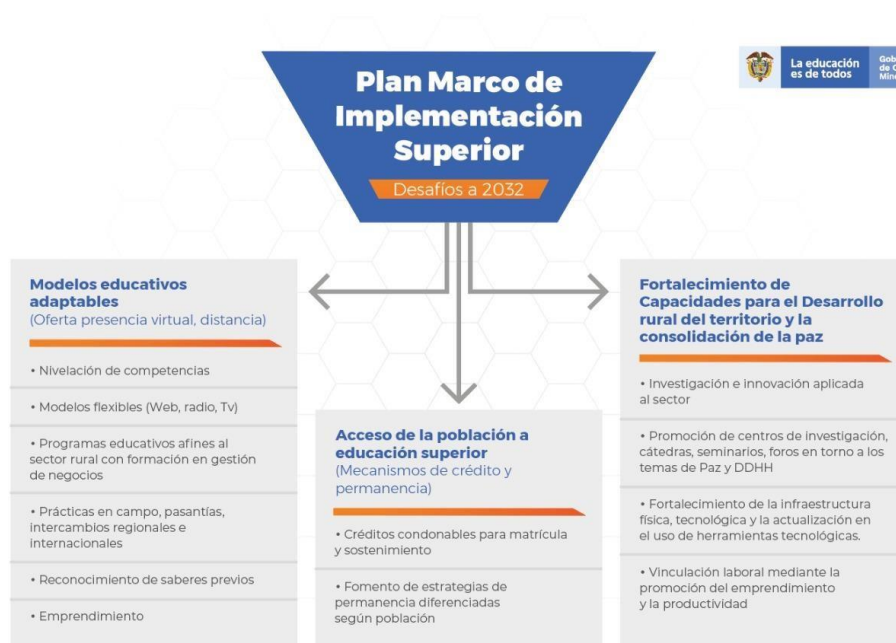 Plan Marco de
Implementación
Superior
Desafíos a 2032
La educación
es de todos
Modelos educativos
adaptables
(Oferta presencia virtual, distancia)
• Nivelación de competencias
• Modelos flexibles (Web, radio, Tv)
• Programas educativos afines al
sector rural con formación en gestión
de negocios
• Prácticas en campo, pasantías,
intercambios regionales e
internacionales
• Reconocimiento de saberes previos
• Emprendimiento
Acceso de la población a
educación superior
(Mecanismos de crédito y
permanencia)
• Créditos condonables para matrícula
y sostenimiento
• Fomento de estrategias de
permanencia diferenciadas
según población
Fortalecimiento de
Capacidades para el Desarrollo
rural del territorio y la
consolidación de la paz
• Investigación e innovación aplicada
al sector
• Promoción de centros de investigación,
cátedras, seminarios, foros en torno a los
temas de Paz y DDHH
• Fortalecimiento de la infraestructura
física, tecnológica y la actualización en
el uso de herramientas tecnológicas.
• Vinculación laboral mediante la
promoción del emprendimiento
y la productividad